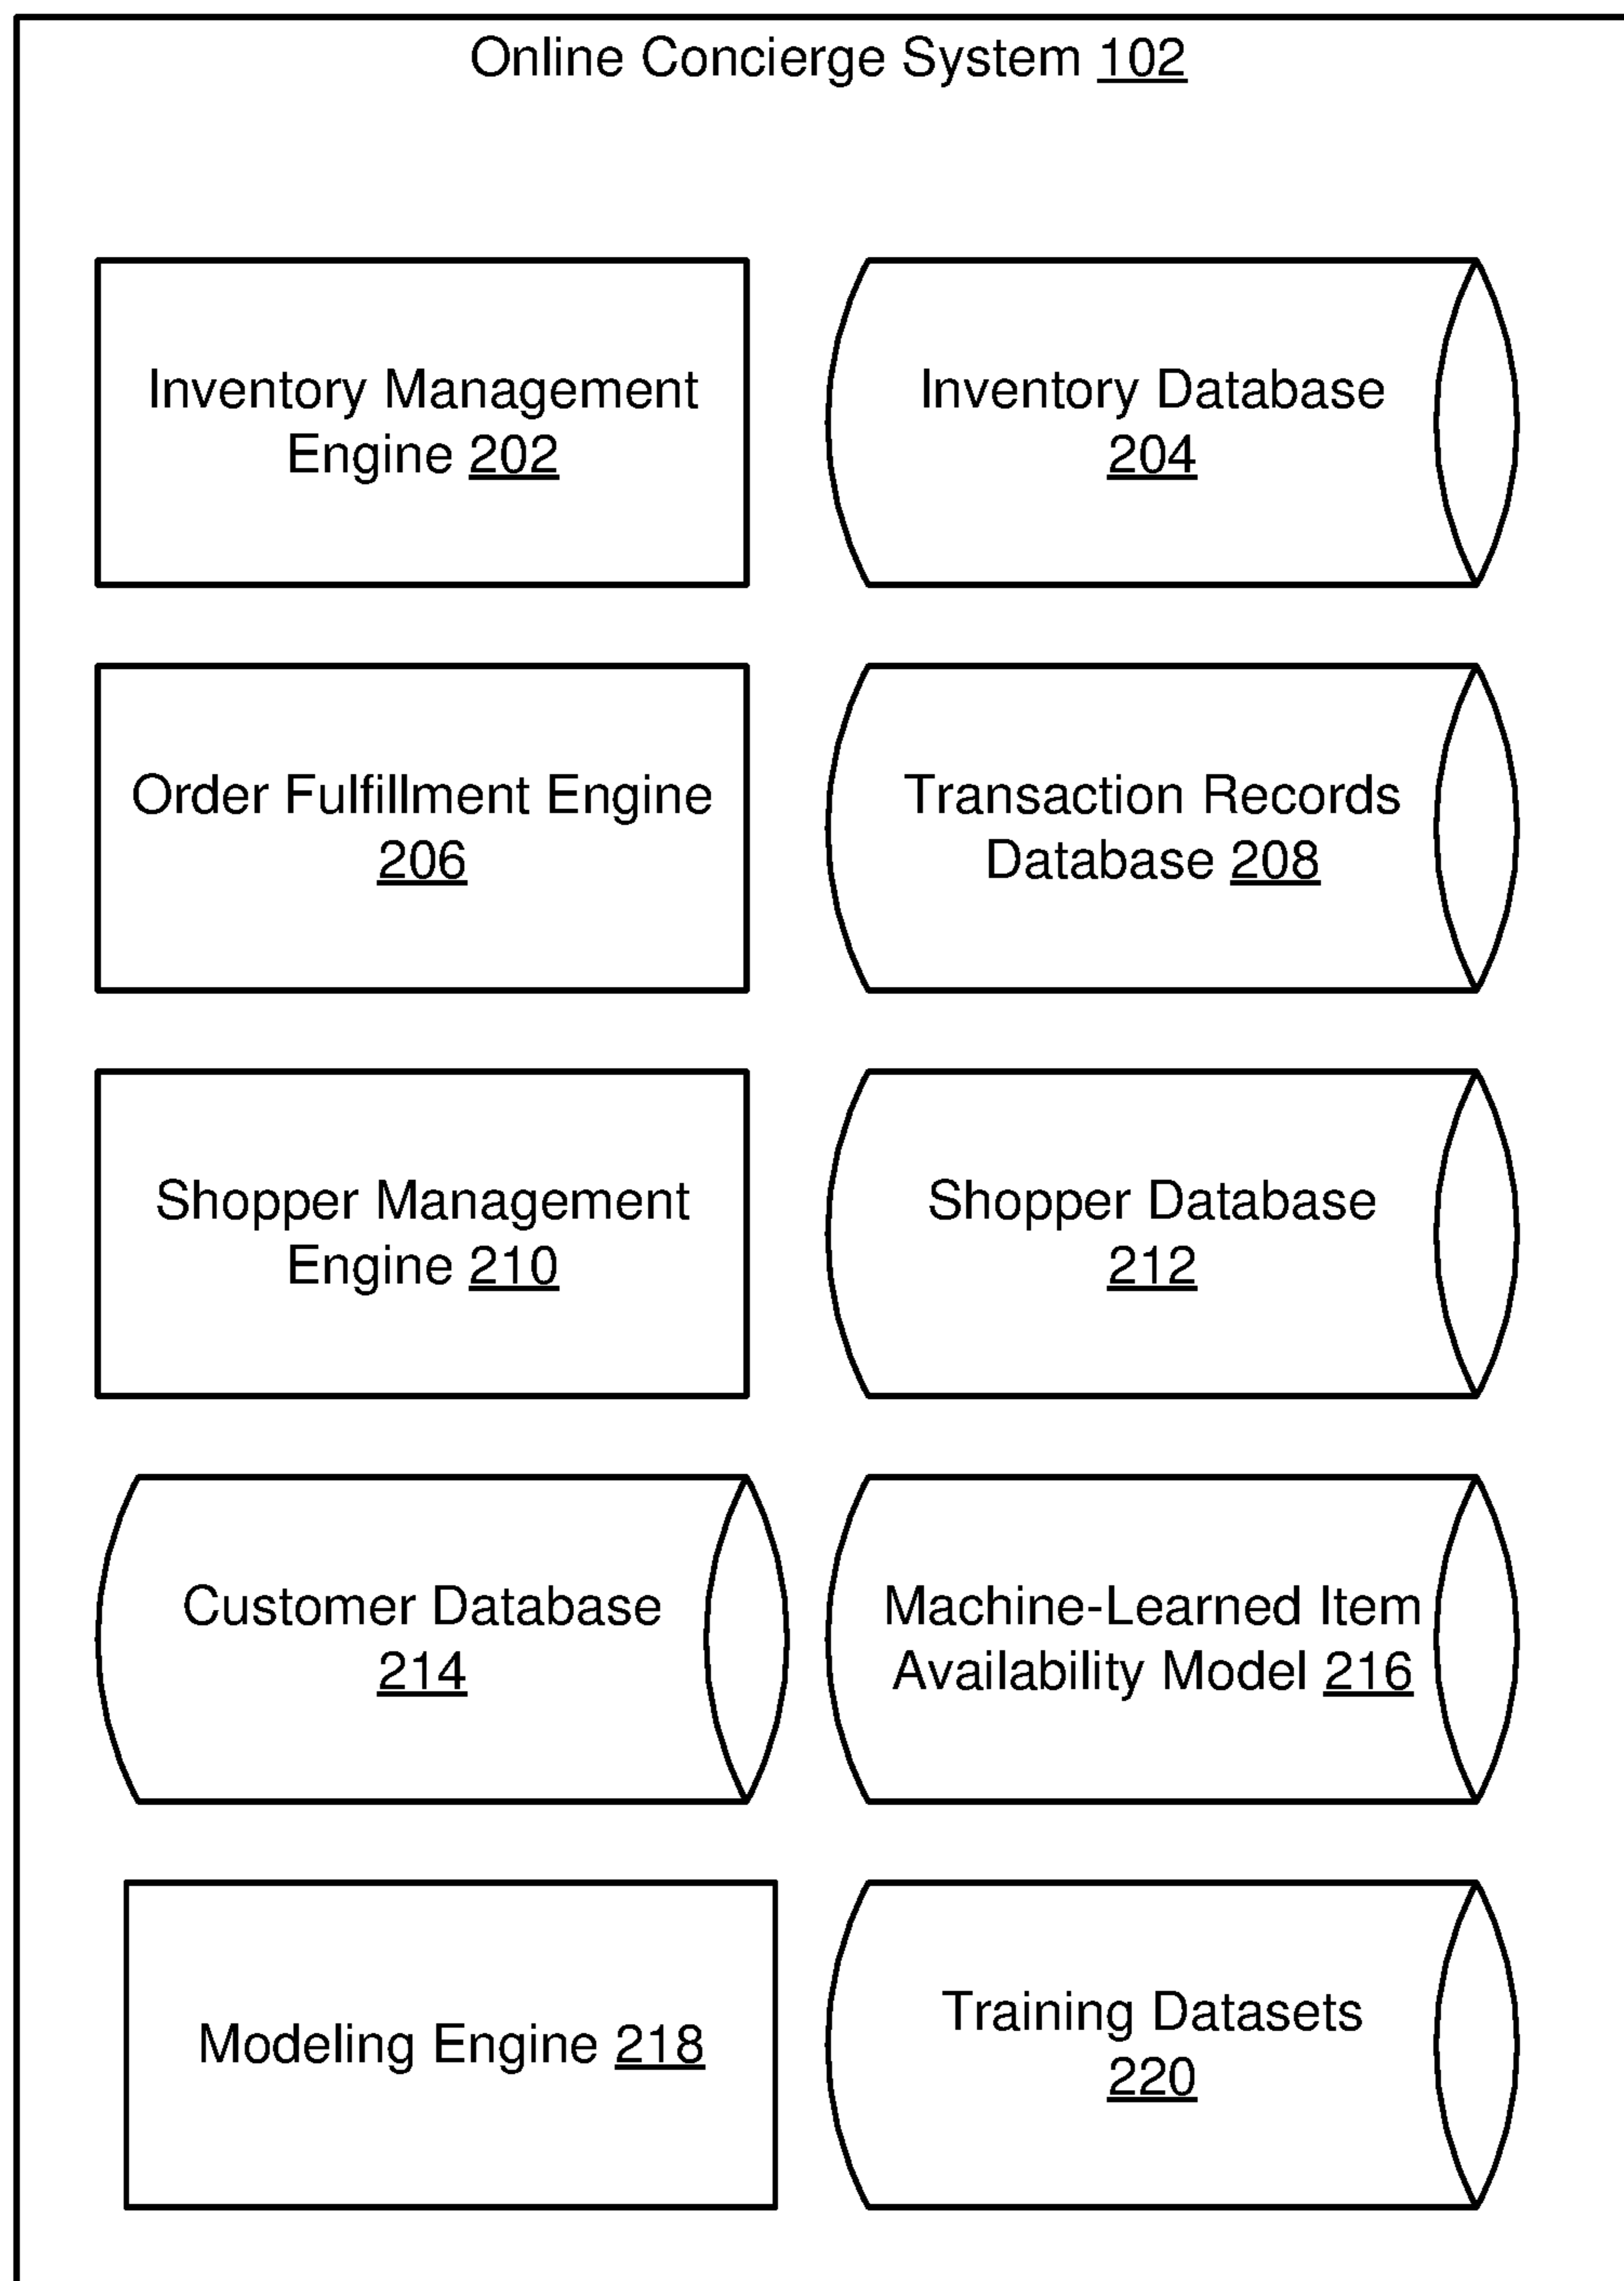 Online Concierge System 102
Inventory Management
Engine 202
Inventory Database
204
Order Fulfillment Engine
206
Transaction Records
Database 208
Shopper Management
Engine 210
Shopper Database
212
Customer Database
214
Machine-Learned Item
Availability Model 216
Modeling Engine 218
Training Datasets
220